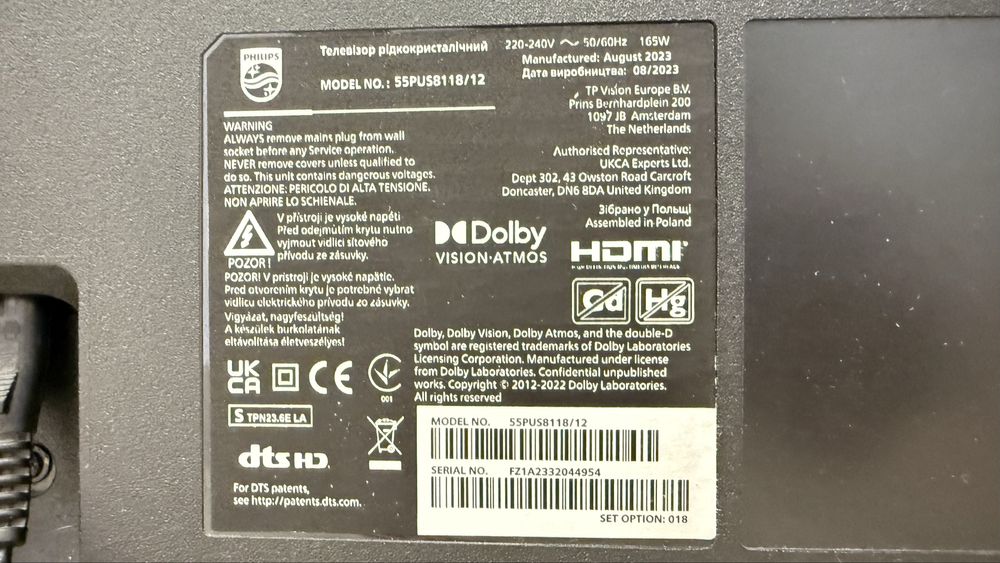 PHILIPS
Телевізор рідкокристалічний
MODEL NO.: 55PUS8118/12
220-240V ~ 50/60Hz 165W
Manufactured: August 2023
Дата виробництва: 08/2023
TP Vision Europe B.V.
Prins Bernhardplein 200
1097 JB Amsterdam
The Netherlands
Authorised Representative:
UKCA Experts Ltd.
Dept 302, 43 Owston Road Carcroft
Doncaster, DN6 8DA United Kingdom
Зібрано у Польщі
Assembled in Poland
WARNING
ALWAYS remove mains plug from wall
socket before any Service operation.
NEVER remove covers unless qualified to
do so. This unit contains dangerous voltages.
ATTENZIONE: PERICOLO DI ALTA TENSIONE.
NON APRIRE LO SCHIENALE.
V přístroji je vysoké napětí
Před odejmutím krytu nutno
vyjmout vidlici síťového
přívodu ze zásuvky.
POZOR!
POZOR! V prístroji je vysoké napätie.
Pred otvorením krytu je potrebné vybrat
vidlicu elektrického prívodu zo zásuvky.
Vigyázat, nagyfeszültség!
A készülek burkolatának
eltávolítása életveszélyes!
Dolby
VISION·ATMOS
HDMI
HIGH-DEFINITION MULTIMEDIA INTERFACE
Cd
Hg
Dolby, Dolby Vision, Dolby Atmos, and the double-D
symbol are registered trademarks of Dolby Laboratories
Licensing Corporation. Manufactured under license
from Dolby Laboratories. Confidential unpublished
works. Copyright © 2012-2022 Dolby Laboratories.
All rights reserved
UK
CA
CE
001
S TPN23.6E LA
dts HD
For DTS patents,
see http://patents.dts.com.
MODEL NO. 55PUS8118/12
SERIAL NO. FZ1A2332044954
SET OPTION: 018